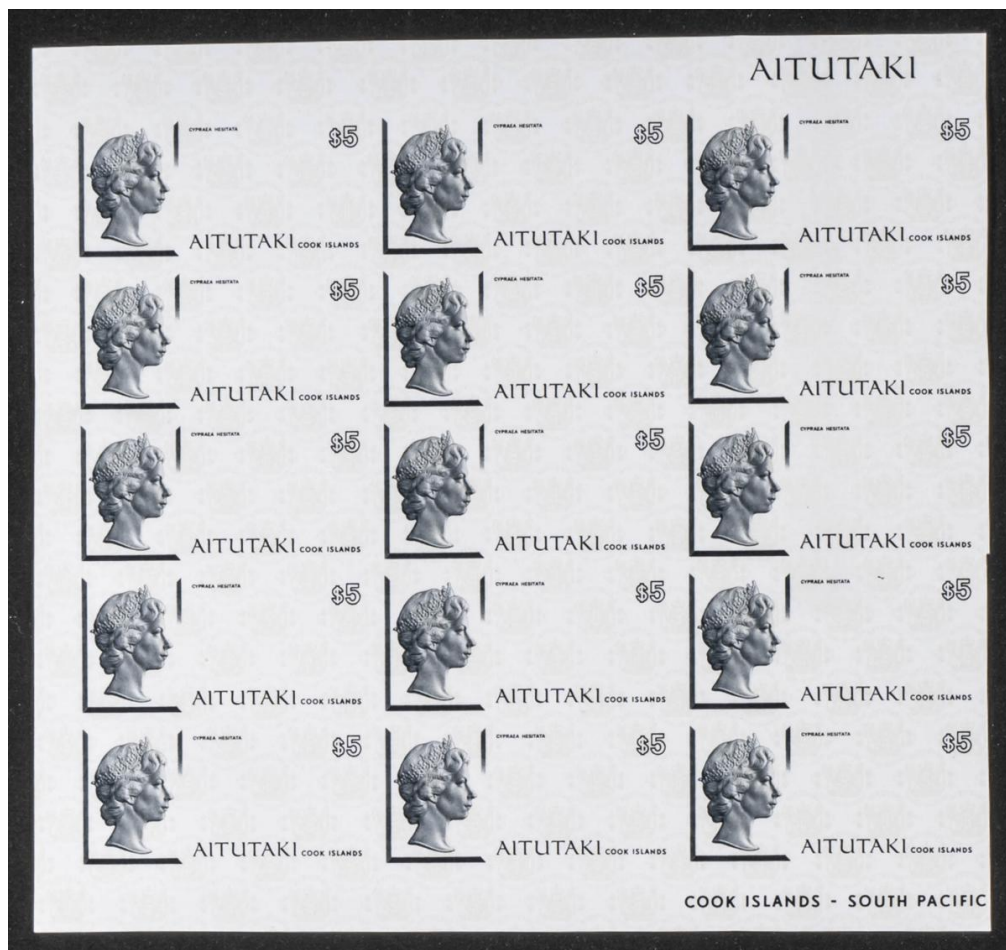 AITUTAKI
CYPRAEA HESITATA $5 CYPRAEA HESITATA $5 CYPRAEA HESITATA $5
AITUTAKI COOK ISLANDS AITUTAKI COOK ISLANDS AITUTAKI COOK ISLANDS
CYPRAEA HESITATA $5 CYPRAEA HESITATA $5 CYPRAEA HESITATA $5
AITUTAKI COOK ISLANDS AITUTAKI COOK ISLANDS AITUTAKI COOK ISLANDS
CYPRAEA HESITATA $5 CYPRAEA HESITATA $5 CYPRAEA HESITATA $5
AITUTAKI COOK ISLANDS AITUTAKI COOK ISLANDS AITUTAKI COOK ISLANDS
CYPRAEA HESITATA $5 CYPRAEA HESITATA $5 CYPRAEA HESITATA $5
AITUTAKI COOK ISLANDS AITUTAKI COOK ISLANDS AITUTAKI COOK ISLANDS
CYPRAEA HESITATA $5 CYPRAEA HESITATA $5 CYPRAEA HESITATA $5
AITUTAKI COOK ISLANDS AITUTAKI COOK ISLANDS AITUTAKI COOK ISLANDS
COOK ISLANDS - SOUTH PACIFIC